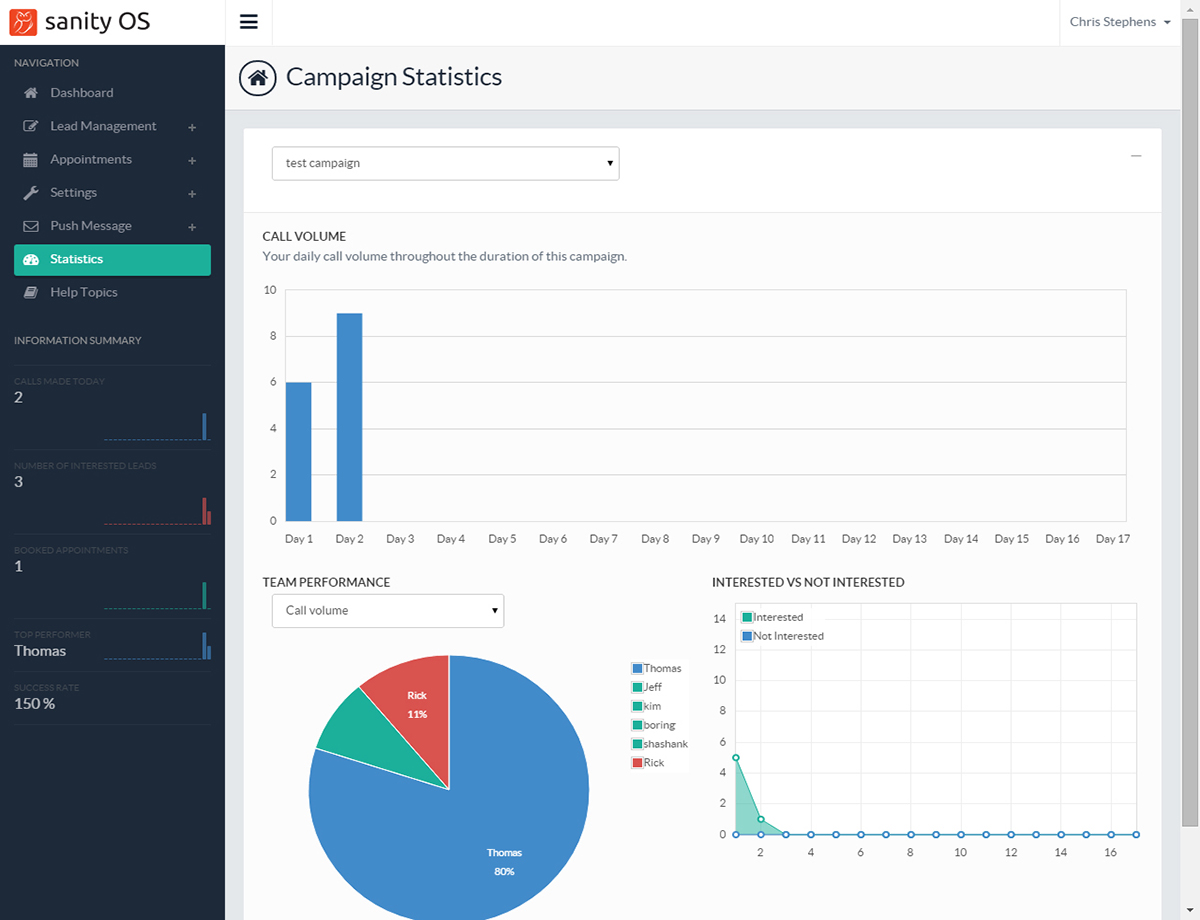 sanity OS
Chris Stephens
NAVIGATION
Dashboard
Lead Management +
Appointments +
Settings +
Push Message +
Statistics
Help Topics
INFORMATION SUMMARY
CALLS MADE TODAY
2
NUMBER OF INTERESTED LEADS
3
BOOKED APPOINTMENTS
1
TOP PERFORMER
Thomas
SUCCESS RATE
150 %
Campaign Statistics
test campaign
CALL VOLUME
Your daily call volume throughout the duration of this campaign.
10
8
6
4
2
0
Day 1 Day 2 Day 3 Day 4 Day 5 Day 6 Day 7 Day 8 Day 9 Day 10 Day 11 Day 12 Day 13 Day 14 Day 15 Day 16 Day 17
TEAM PERFORMANCE
Call volume
Rick
11%
Thomas
80%
Thomas
Jeff
kim
boring
shashank
Rick
INTERESTED VS NOT INTERESTED
Interested
Not Interested
14
12
10
8
6
4
2
0
2 4 6 8 10 12 14 16